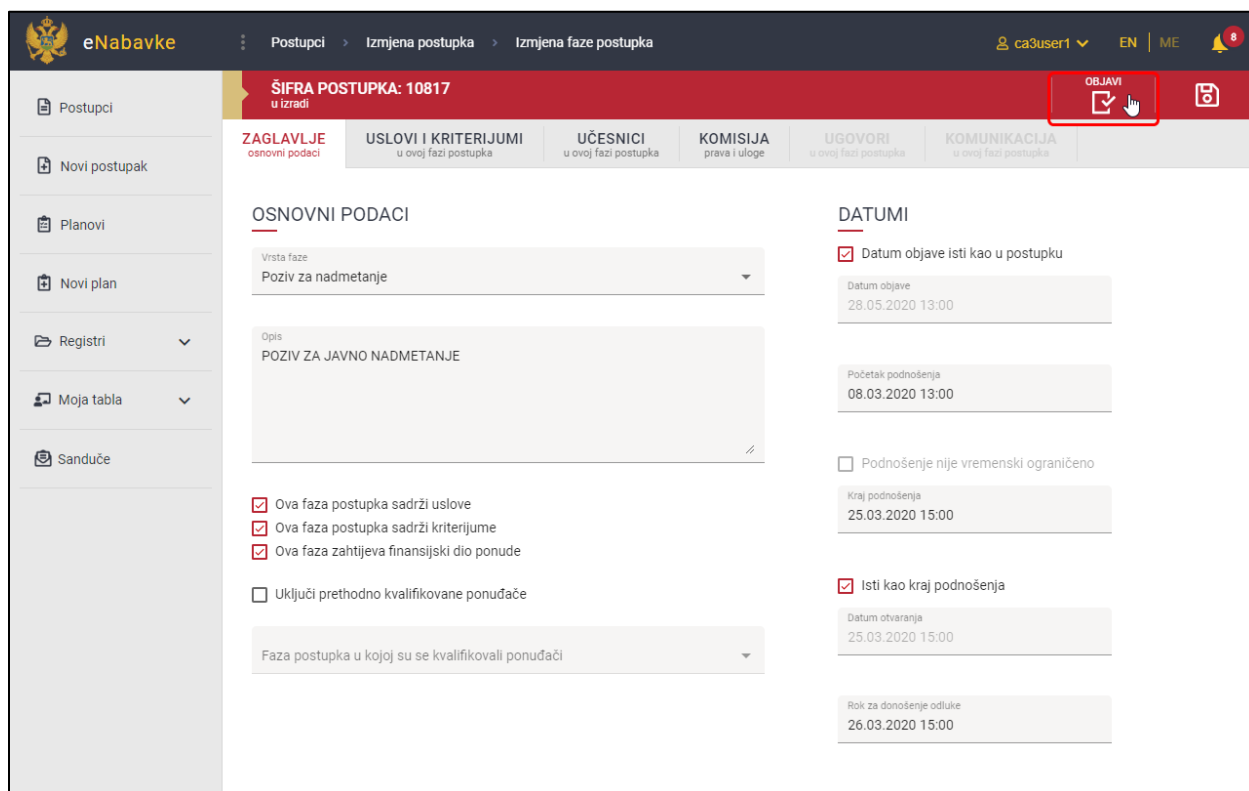 eNabavke
Postupci > Izmjena postupka > Izmjena faze postupka
ca3user1
EN | ME
8
Postupci
Novi postupak
Planovi
Novi plan
Registri
Moja tabla
Sanduče
ŠIFRA POSTUPKA: 10817
u izradi
OBJAVI
ZAGLAVLJE
osnovni podaci
USLOVI I KRITERIJUMI
u ovoj fazi postupka
UČESNICI
u ovoj fazi postupka
KOMISIJA
prava i uloge
UGOVORI
u ovoj fazi postupka
KOMUNIKACIJA
u ovoj fazi postupka
OSNOVNI PODACI
Vrsta faze
Poziv za nadmetanje
Opis
POZIV ZA JAVNO NADMETANJE
Ova faza postupka sadrži uslove
Ova faza postupka sadrži kriterijume
Ova faza zahtijeva finansijski dio ponude
Uključi prethodno kvalifikovane ponuđače
Faza postupka u kojoj su se kvalifikovali ponuđači
DATUMI
Datum objave isti kao u postupku
Datum objave
28.05.2020 13:00
Početak podnošenja
08.03.2020 13:00
Podnošenje nije vremenski ograničeno
Kraj podnošenja
25.03.2020 15:00
Isti kao kraj podnošenja
Datum otvaranja
25.03.2020 15:00
Rok za donošenje odluke
26.03.2020 15:00